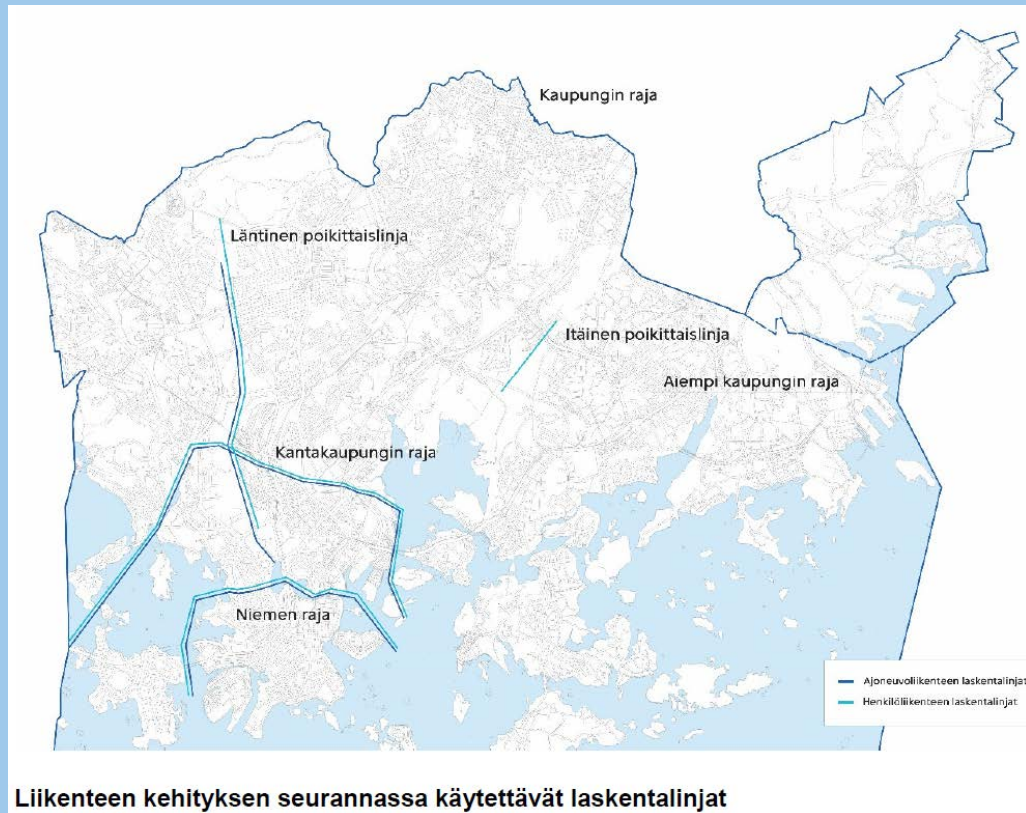 Kaupungin raja
Läntinen poikittaislinja
Itäinen poikittaislinja
Aiempi kaupungin raja
Kantakaupungin raja
Niemen raja
Ajoneuvoliikenteen laskentalinjat
Henkilöliikenteen laskentalinjat
Liikenteen kehityksen seurannassa käytettävät laskentalinjat